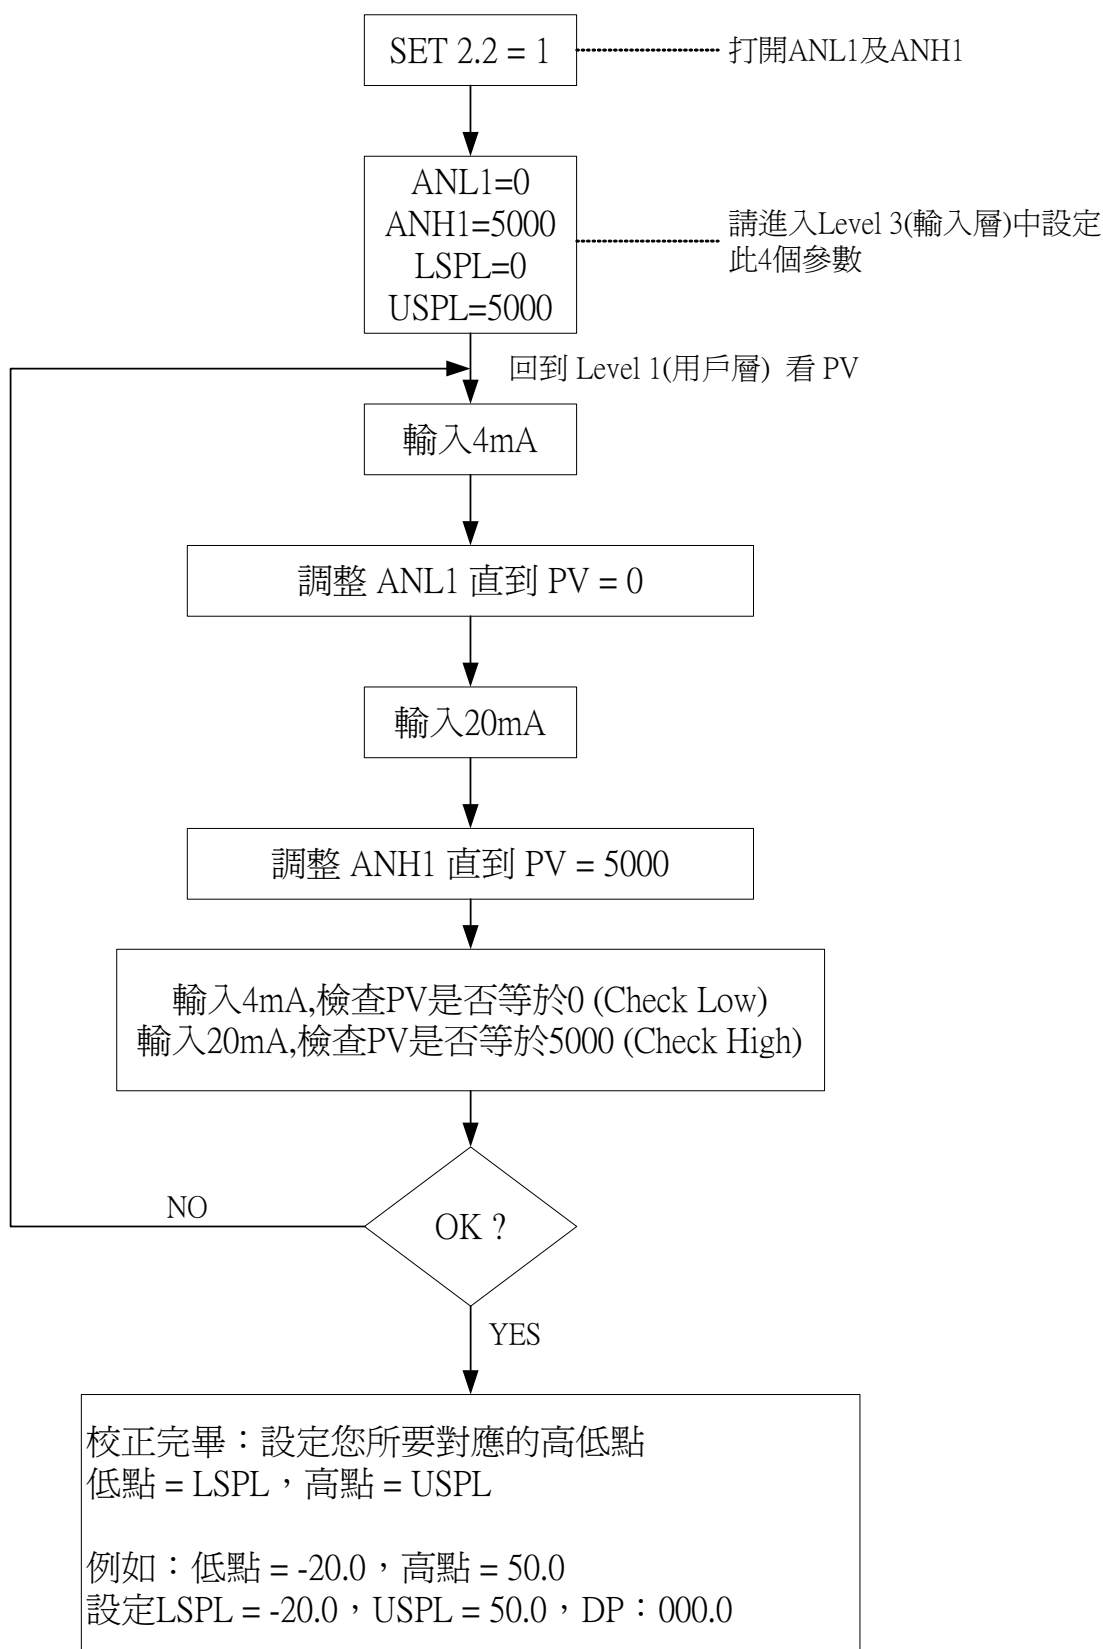 SET 2.2 = 1
打開ANL1及ANH1
ANL1=0
ANH1=5000
LSPL=0
USPL=5000
請進入Level 3(輸入層)中設定
此4個參數
回到 Level 1(用戶層) 看 PV
輸入4mA
調整 ANL1 直到 PV = 0
輸入20mA
調整 ANH1 直到 PV = 5000
輸入4mA,檢查PV是否等於0 (Check Low)
輸入20mA,檢查PV是否等於5000 (Check High)
NO
OK ?
YES
校正完畢：設定您所要對應的高低點
低點 = LSPL，高點 = USPL
例如：低點 = -20.0，高點 = 50.0
設定LSPL = -20.0，USPL = 50.0，DP：000.0